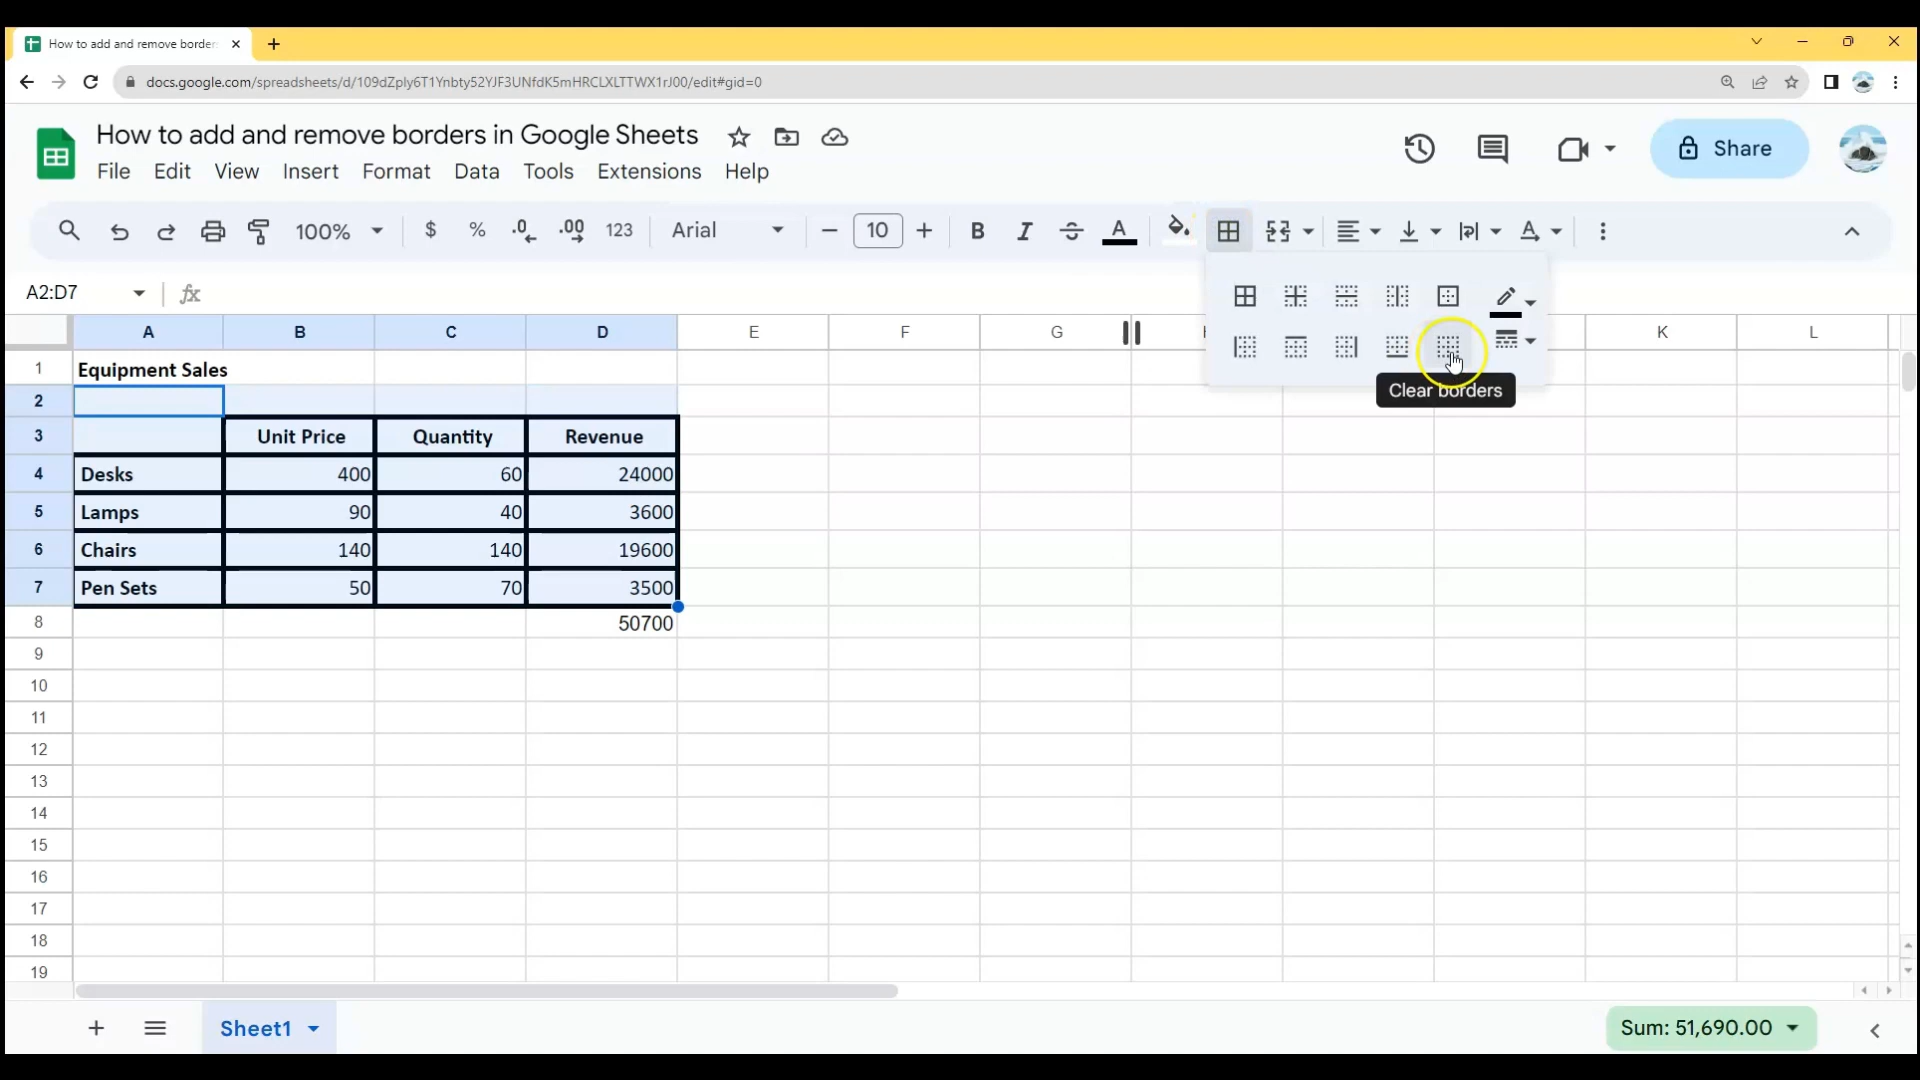 How to add and remove border
docs.google.com/spreadsheets/d/109dZply6T1Ynbty52YJF3UNfdK5mHRCLXLTTWX1rJ00/edit#gid=0
How to add and remove borders in Google Sheets
Share
File Edit View Insert Format Data Tools Extensions Help
100% $ % .0 .00 123 Arial 10 B I S A A
A2:D7 fx
A B C D E F G H K L
Clear borders
1 Equipment Sales
2
3 Unit Price Quantity Revenue
4 Desks 400 60 24000
5 Lamps 90 40 3600
6 Chairs 140 140 19600
7 Pen Sets 50 70 3500
8 50700
9
10
11
12
13
14
15
16
17
18
19
Sheet1 Sum: 51,690.00